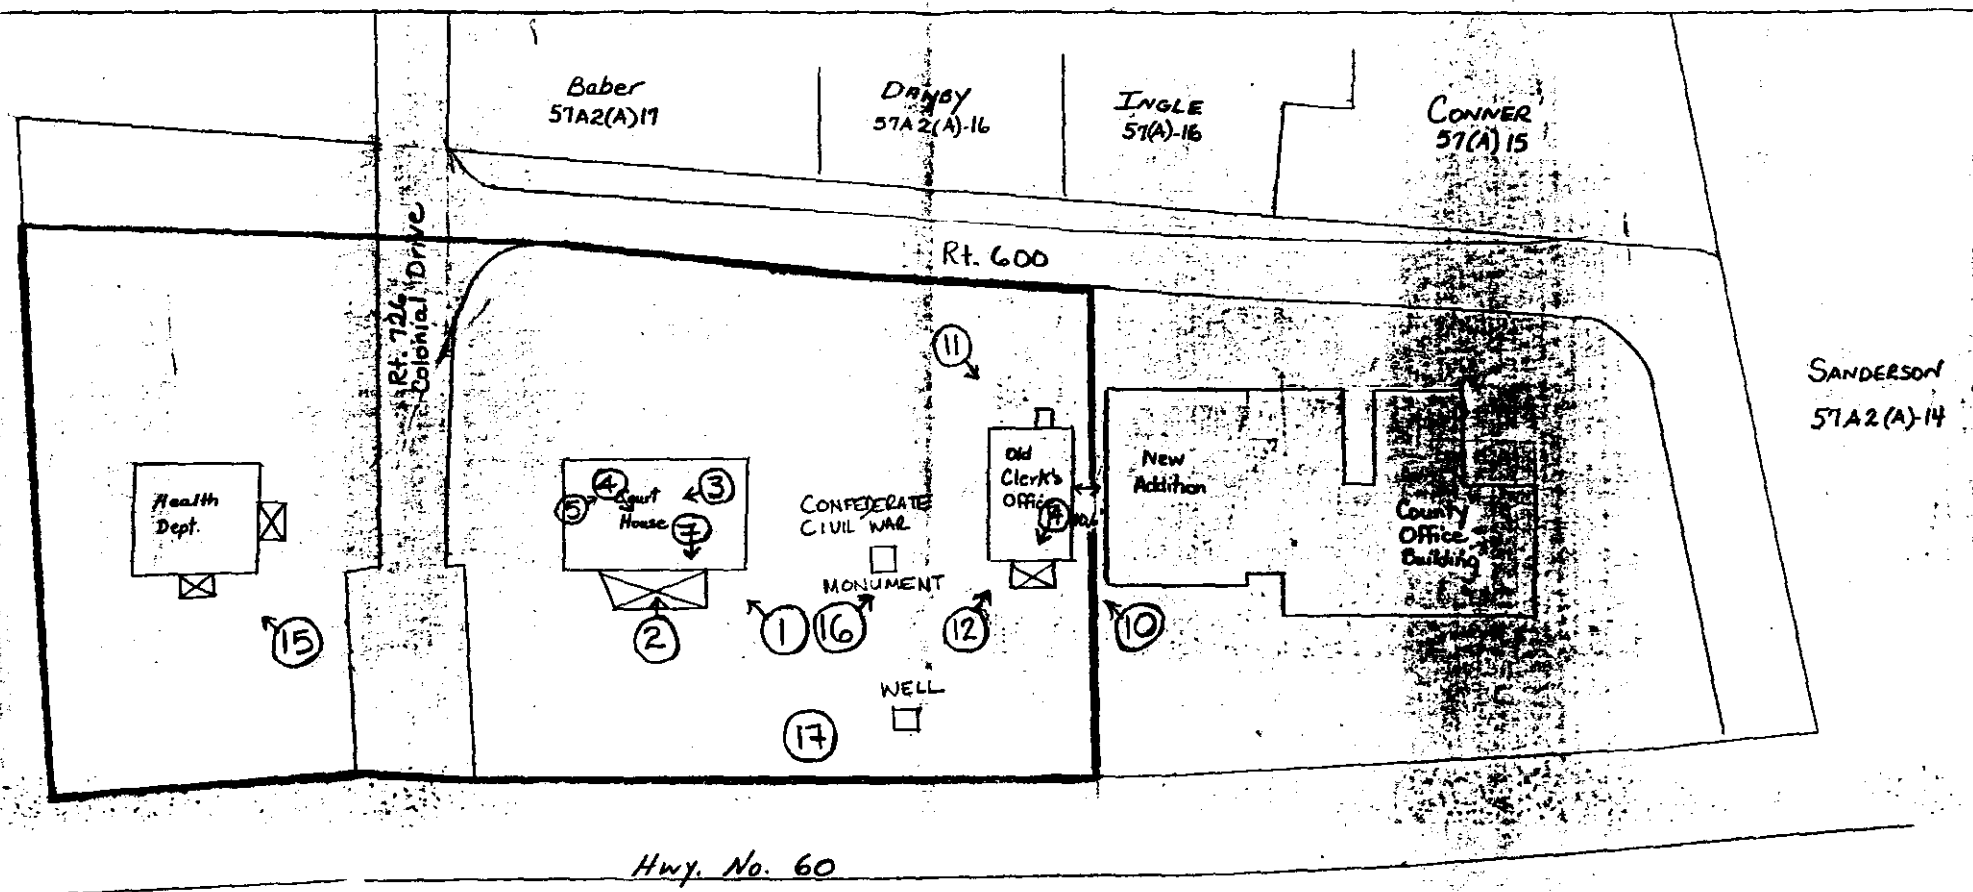 Baber
57A2(A)17
DANBY
57A2(A)-16
INGLE
57(A)-16
CONNER
57(A)15
Rt. 600
Rt. 726
Colonial Drive
SANDERSON
57A2(A)-14
11
Health
Dept.
4
3
5
Court
House
7
CONFEDERATE
CIVIL WAR
MONUMENT
Old
Clerk's
Office
14
New
Addition
County
Office
Building
15
2
1
16
12
10
WELL
17
Hwy. No. 60